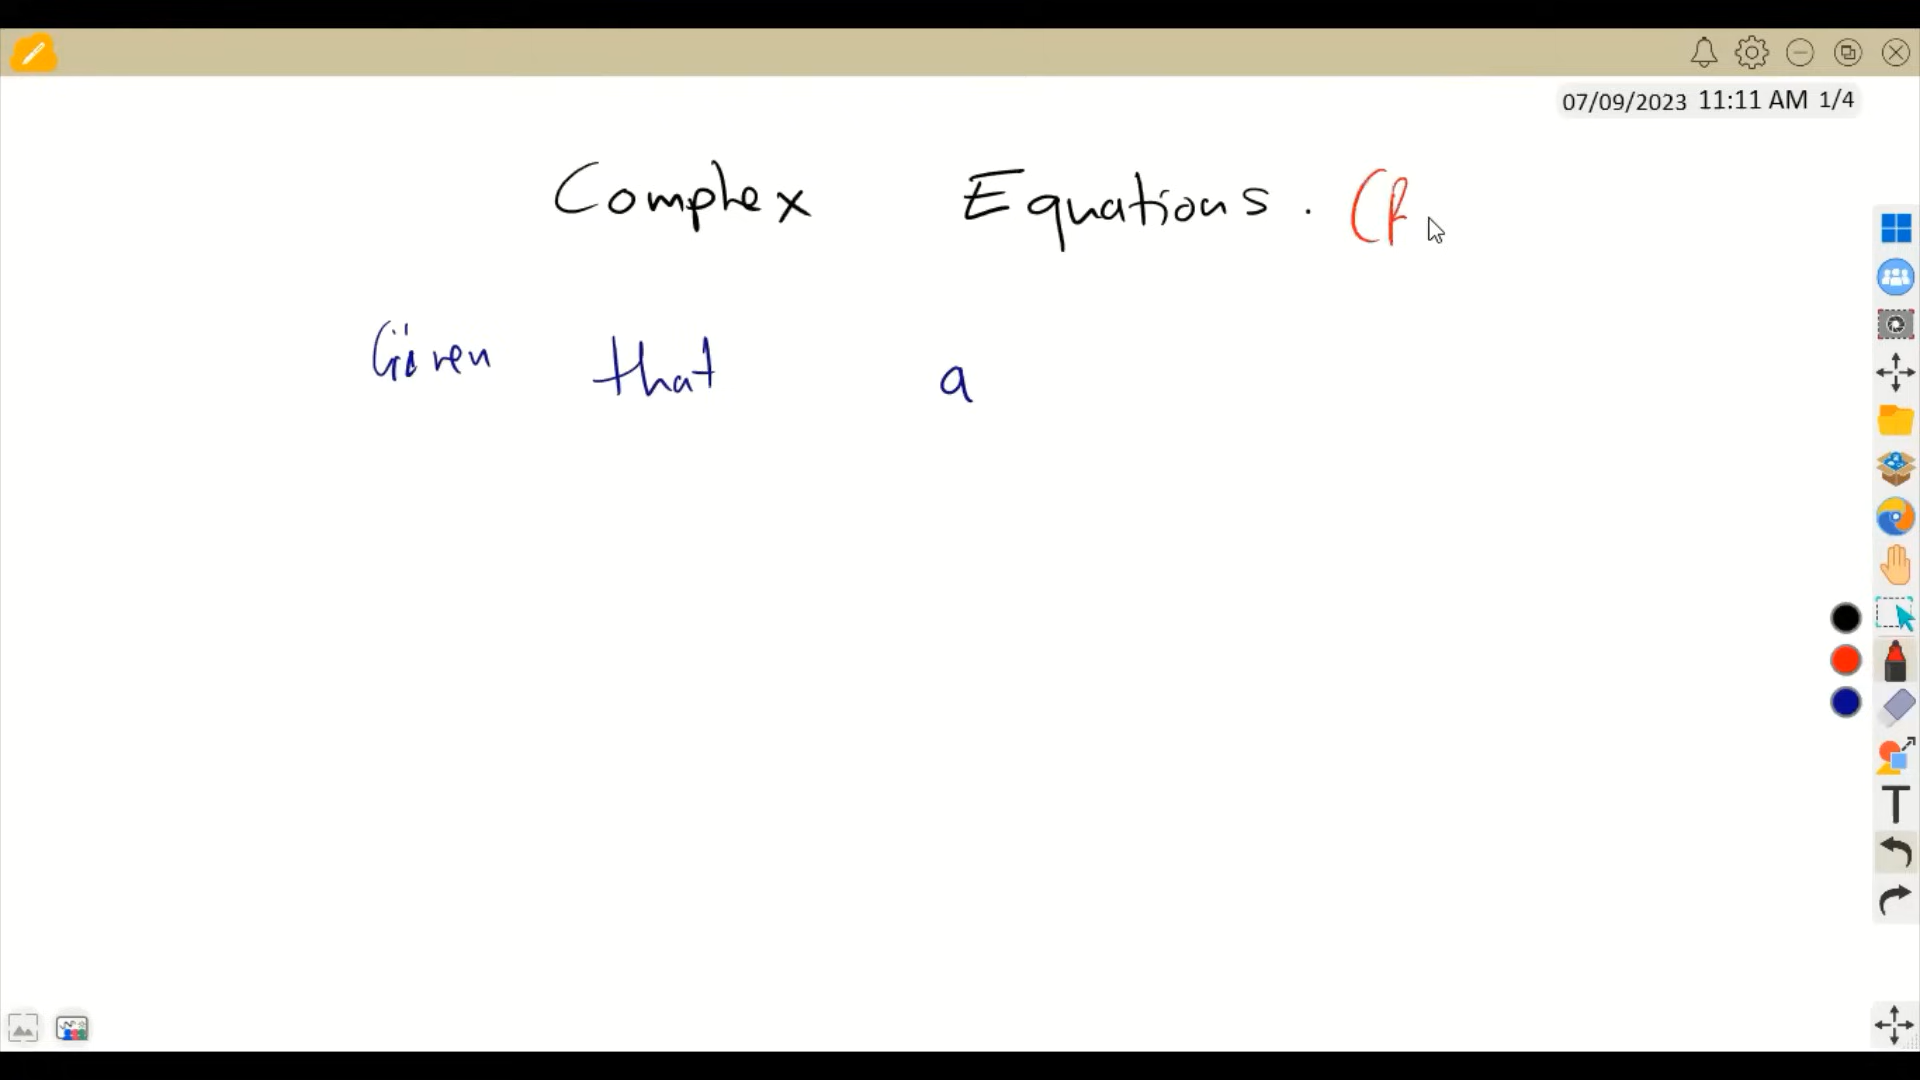 07/09/2023 11:11 AM 1/4
Complex Equations. (P
Given that a
T